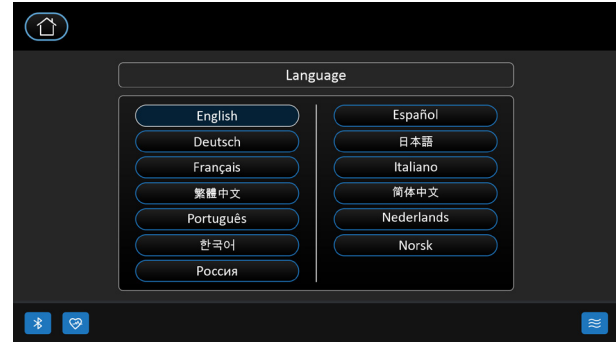 Language
English
Deutsch
Français
繁體中文
Português
한국어
Россия
Español
日本語
Italiano
简体中文
Nederlands
Norsk